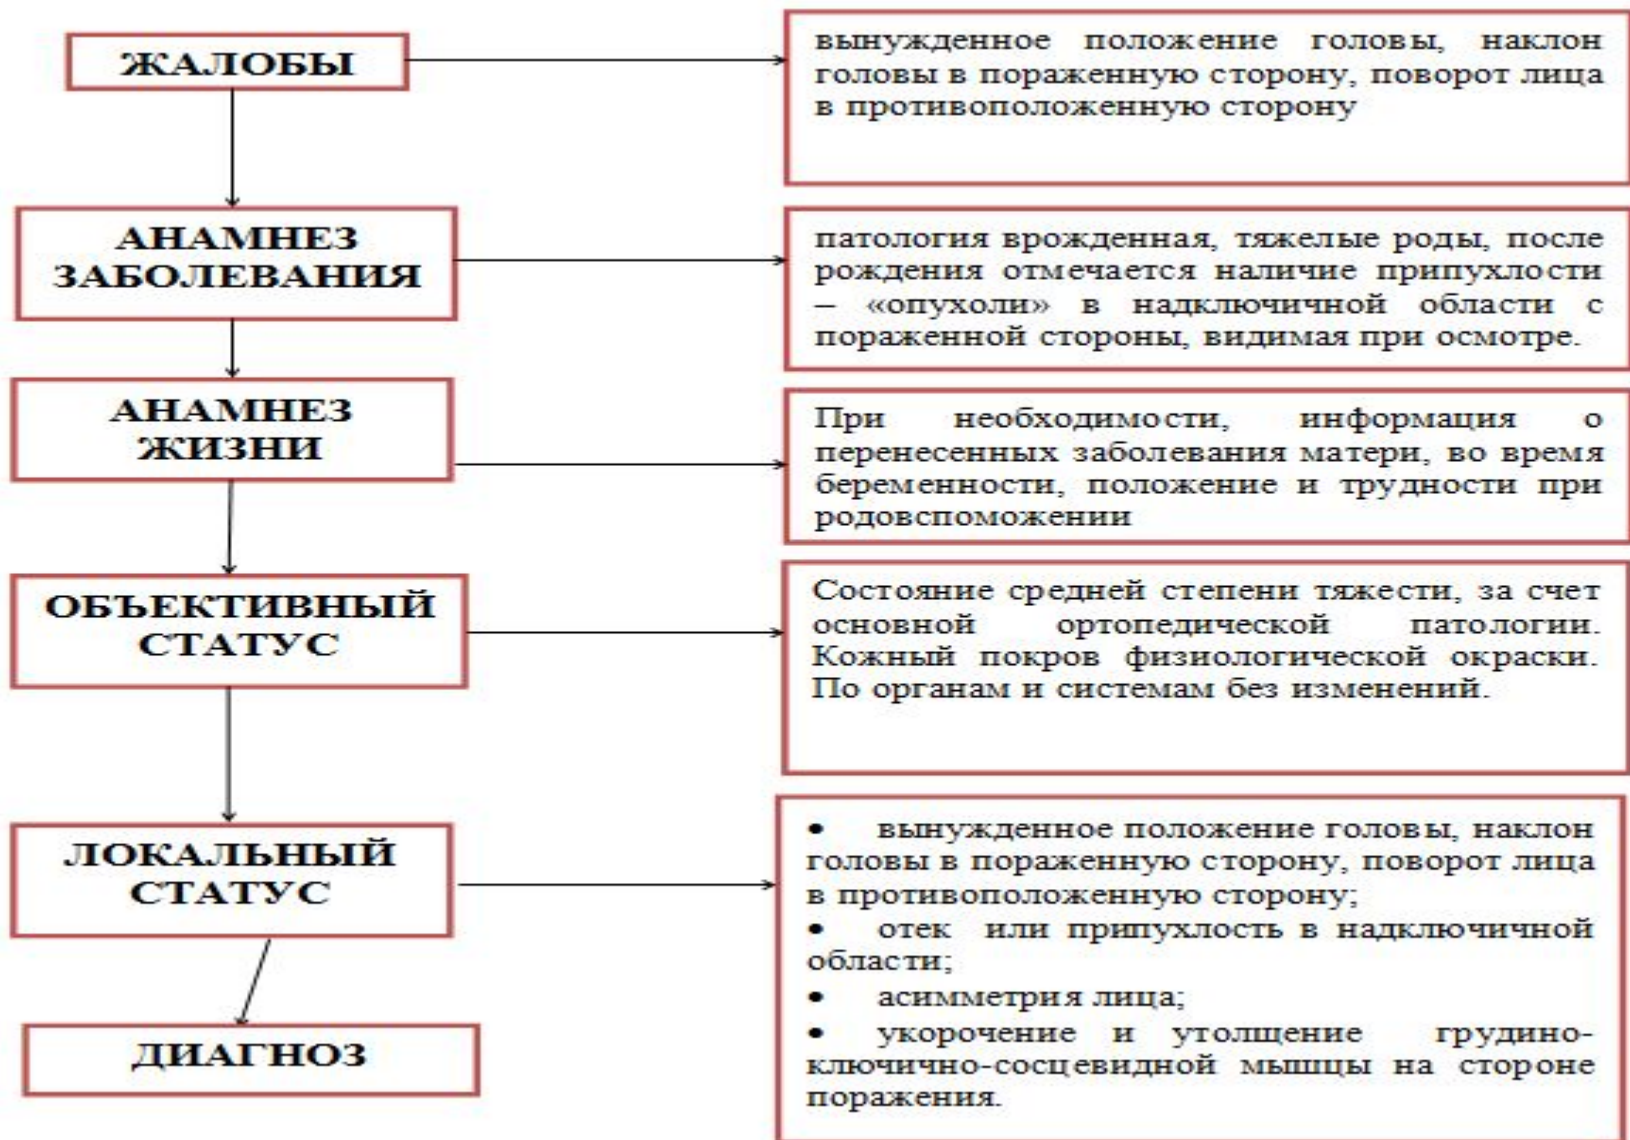 ЖАЛОБЫ
вынужденное положение головы, наклон
головы в пораженную сторону, поворот лица
в противоположенную сторону
АНАМНЕЗ
ЗАБОЛЕВАНИЯ
патология врожденная, тяжелые роды, после
рождения отмечается наличие припухлости
– «опухоли» в надключичной области с
пораженной стороны, видимая при осмотре.
АНАМНЕЗ
ЖИЗНИ
При необходимости, информация о
перенесенных заболевания матери, во время
беременности, положение и трудности при
родовспоможении
ОБЪЕКТИВНЫЙ
СТАТУС
Состояние средней степени тяжести, за счет
основной ортопедической патологии.
Кожный покров физиологической окраски.
По органам и системам без изменений.
ЛОКАЛЬНЫЙ
СТАТУС
• вынужденное положение головы, наклон
головы в пораженную сторону, поворот лица
в противоположенную сторону;
• отек или припухлость в надключичной
области;
• асимметрия лица;
• укорочение и утолщение грудино-
ключично-сосцевидной мышцы на стороне
поражения.
ДИАГНОЗ